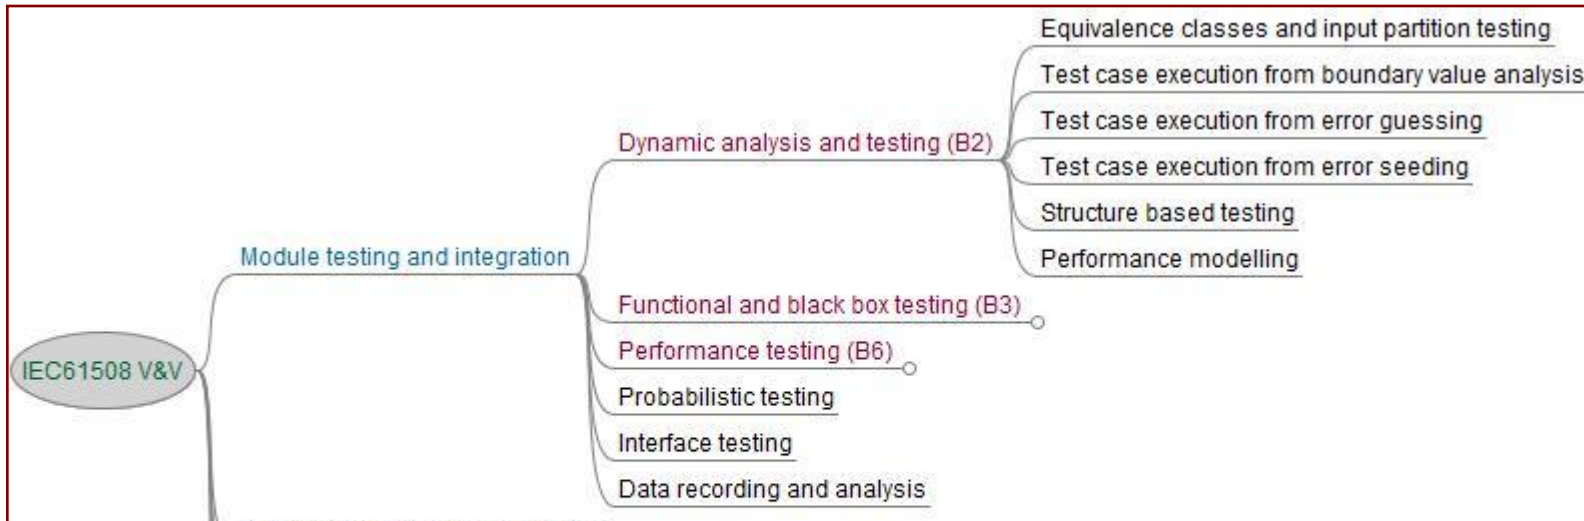 Equivalence classes and input partition testing
Test case execution from boundary value analysis
Dynamic analysis and testing (B2)
Test case execution from error guessing
Test case execution from error seeding
Structure based testing
Module testing and integration
Performance modelling
Functional and black box testing (B3)
IEC61508 V&V
Performance testing (B6)
Probabilistic testing
Interface testing
Data recording and analysis